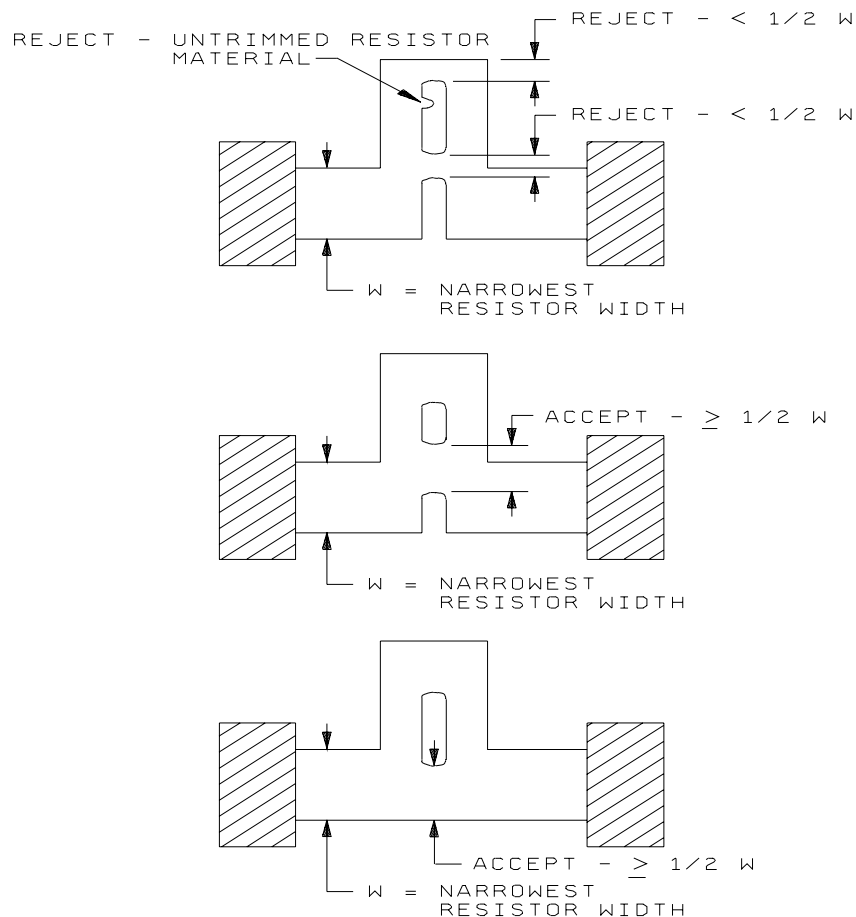 REJECT - < 1/2 W
REJECT - UNTRIMMED RESISTOR
MATERIAL
REJECT - < 1/2 W
W = NARROWEST
RESISTOR WIDTH
ACCEPT - ≥ 1/2 W
W = NARROWEST
RESISTOR WIDTH
ACCEPT - ≥ 1/2 W
W = NARROWEST
RESISTOR WIDTH